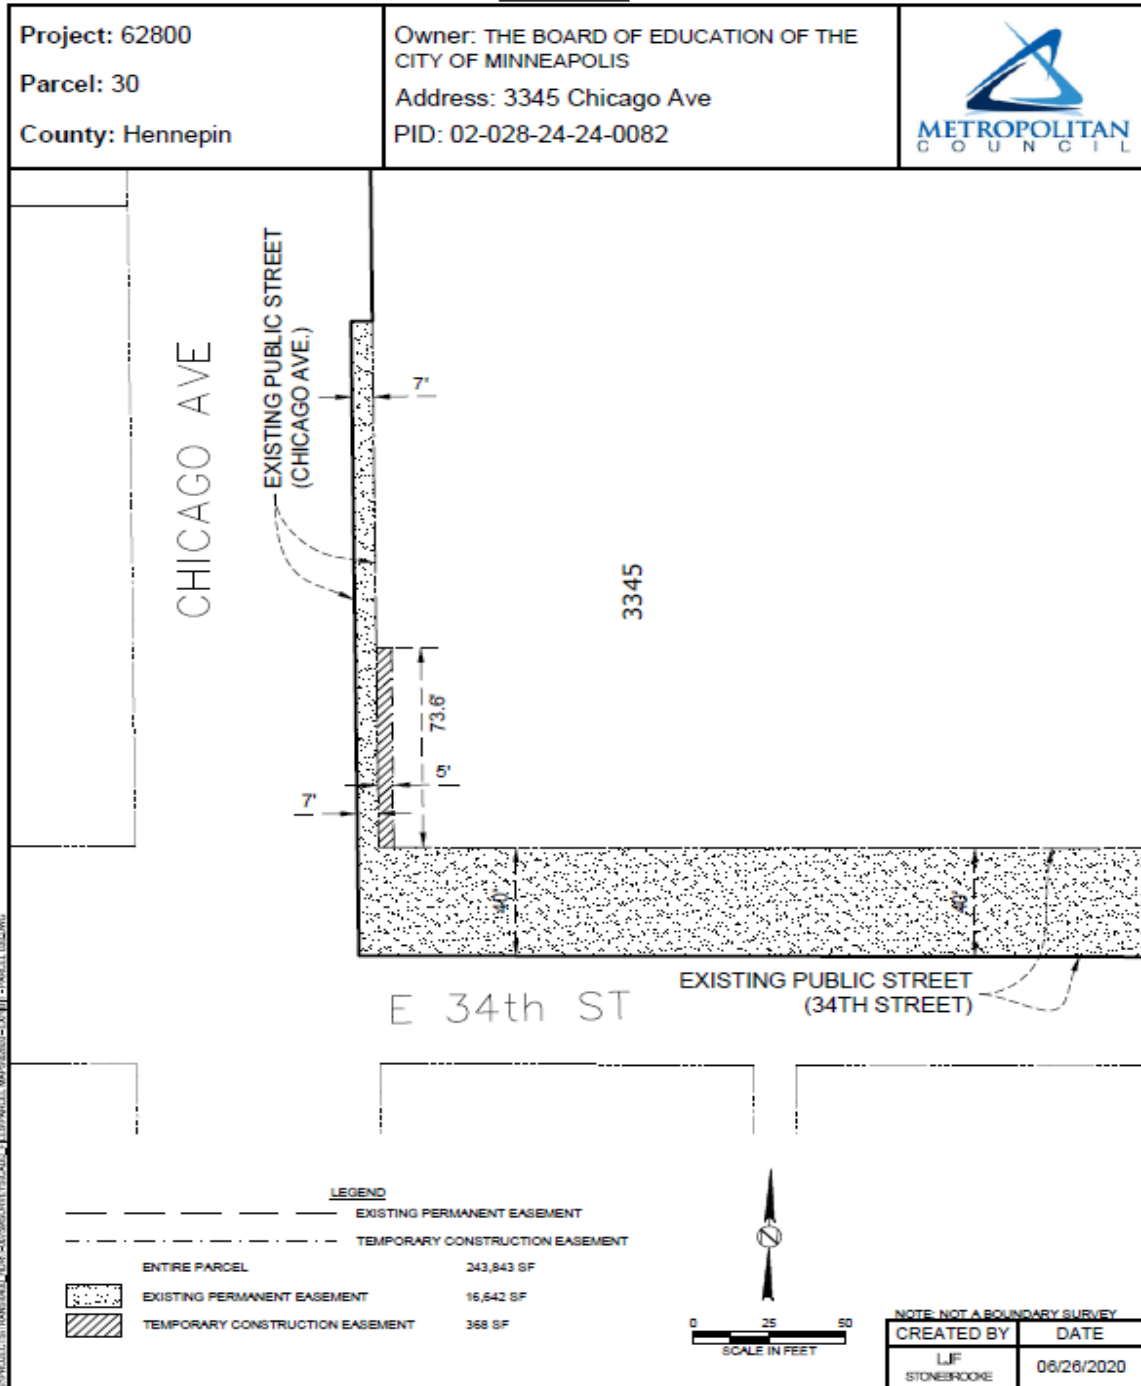 Project: 62800
Parcel: 30
County: Hennepin
Owner: THE BOARD OF EDUCATION OF THE
CITY OF MINNEAPOLIS
Address: 3345 Chicago Ave
PID: 02-028-24-24-0082
METROPOLITAN
COUNCIL
CHICAGO AVE
EXISTING PUBLIC STREET
(CHICAGO AVE.)
7'
3345
73.6'
5'
7'
40'
40'
EXISTING PUBLIC STREET
(34TH STREET)
E 34th ST
LEGEND
EXISTING PERMANENT EASEMENT
TEMPORARY CONSTRUCTION EASEMENT
ENTIRE PARCEL 243,843 SF
EXISTING PERMANENT EASEMENT 16,642 SF
TEMPORARY CONSTRUCTION EASEMENT 368 SF
0 25 50
SCALE IN FEET
NOTE: NOT A BOUNDARY SURVEY
CREATED BY DATE
LJF
STONEBROOKE
06/26/2020